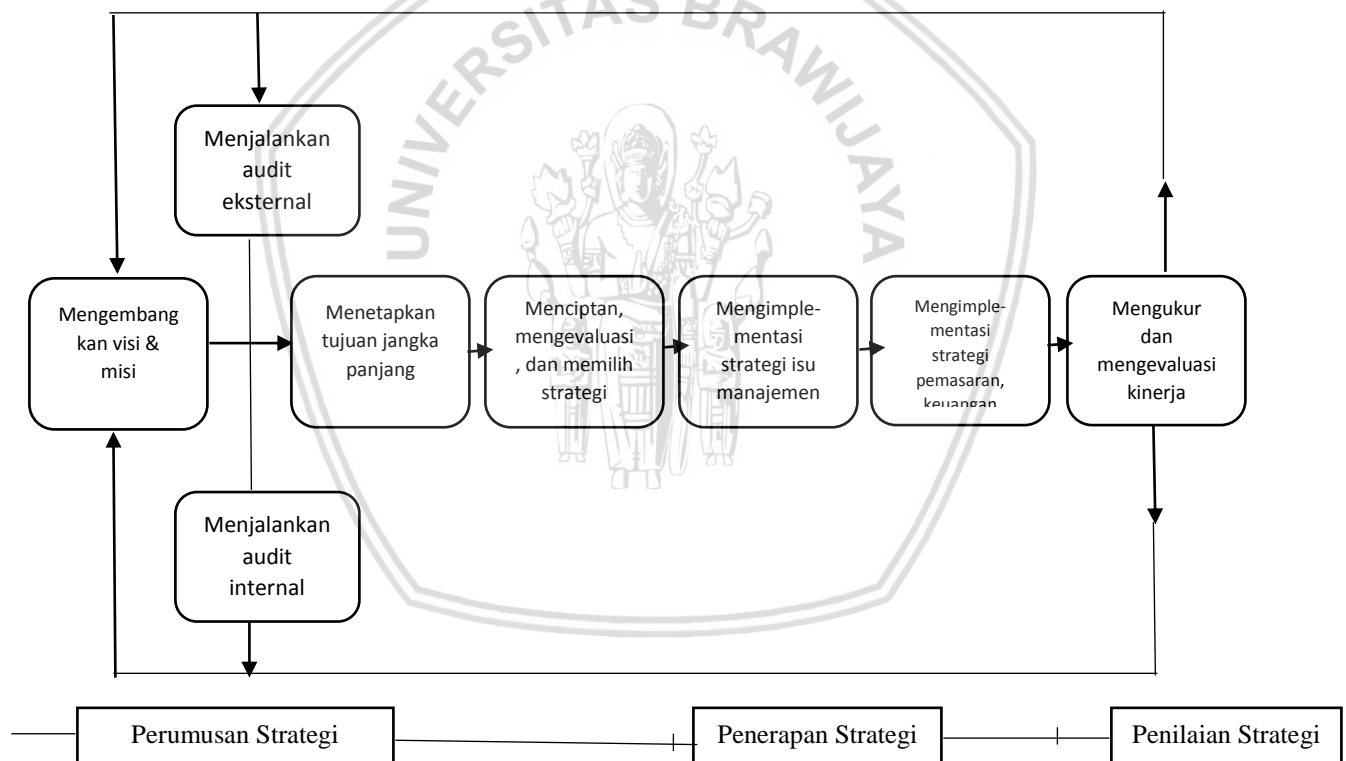 UNIVERSITAS BRAWIJAYA
Menjalankan
audit
eksternal
Mengembang
kan visi &
misi
Menetapkan
tujuan jangka
panjang
Menciptan,
mengevaluasi
, dan memilih
strategi
Mengimple-
mentasi
strategi isu
manajemen
Mengimple-
mentasi
strategi
pemasaran,
keuangan
Mengukur
dan
mengevaluasi
kinerja
Menjalankan
audit
internal
Perumusan Strategi
Penerapan Strategi
Penilaian Strategi